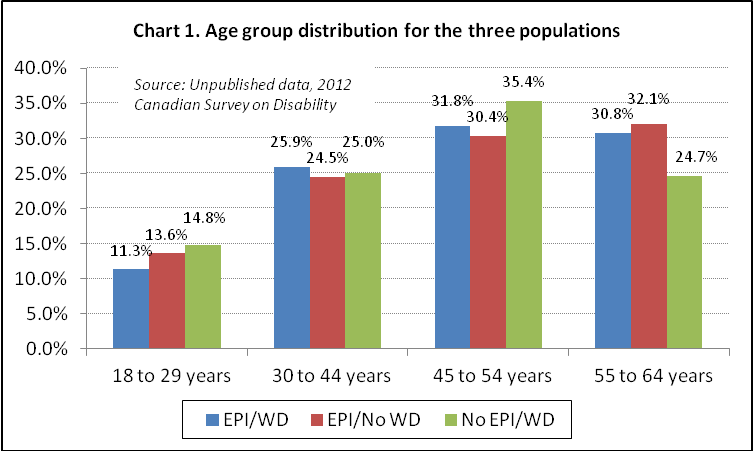 Chart 1. Age group distribution for the three populations
40.0%
35.0%
30.0%
25.0%
20.0%
15.0%
10.0%
5.0%
0.0%
Source: Unpublished data, 2012
Canadian Survey on Disability
11.3%
13.6%
14.8%
25.9%
24.5%
25.0%
31.8%
30.4%
35.4%
30.8%
32.1%
24.7%
18 to 29 years
30 to 44 years
45 to 54 years
55 to 64 years
EPI/WD
EPI/No WD
No EPI/WD